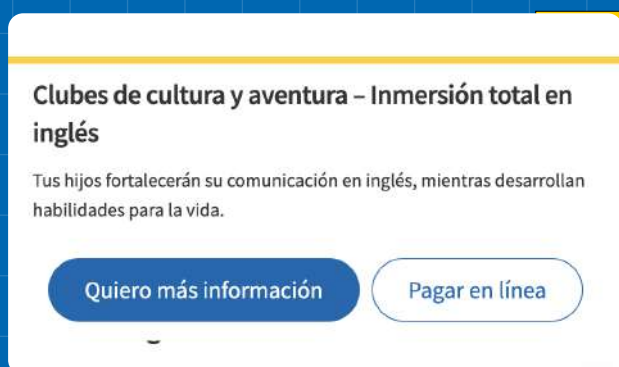 Clubes de cultura y aventura – Inmersión total en
inglés
Tus hijos fortalecerán su comunicación en inglés, mientras desarrollan
habilidades para la vida.
Quiero más información
Pagar en línea